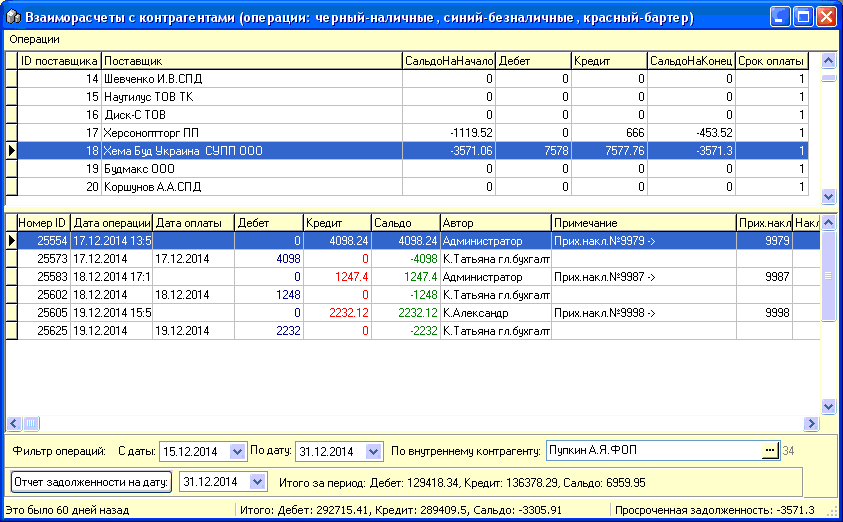 Взаиморасчеты с контрагентами (операции: черный-наличные , синий-безналичные , красный-бартер)
Операции
ID поставщика Поставщик СальдоНаНачало Дебет Кредит СальдоНаКонец Срок оплаты
14 Шевченко И.В.СПД 0 0 0 0 1
15 Наутилус ТОВ ТК 0 0 0 0 1
16 Диск-С ТОВ 0 0 0 0 1
17 Херсоноптторг ПП -1119.52 0 666 -453.52 1
18 Хема Буд Украина СУПП ООО -3571.06 7578 7577.76 -3571.3 1
19 Будмакс ООО 0 0 0 0 1
20 Коршунов А.А.СПД 0 0 0 0 1
Номер ID Дата операции Дата оплаты Дебет Кредит Сальдо Автор Примечание Прих.накл Накл
25554 17.12.2014 13:5 0 4098.24 4098.24 Администратор Прих.накл.№9979 -> 9979
25573 17.12.2014 17.12.2014 4098 0 -4098 К.Татьяна гл.бухгалт
25583 18.12.2014 17:1 0 1247.4 1247.4 Администратор Прих.накл.№9987 -> 9987
25602 18.12.2014 18.12.2014 1248 0 -1248 К.Татьяна гл.бухгалт
25605 19.12.2014 15:5 0 2232.12 2232.12 К.Александр Прих.накл.№9998 -> 9998
25625 19.12.2014 19.12.2014 2232 0 -2232 К.Татьяна гл.бухгалт
Фильтр операций: С даты: 15.12.2014 По дату: 31.12.2014 По внутреннему контрагенту: Пупкин А.Я.ФОП ... 34
Отчет задолженности на дату: 31.12.2014 Итого за период: Дебет: 129418.34, Кредит: 136378.29, Сальдо: 6959.95
Это было 60 дней назад Итого: Дебет: 292715.41, Кредит: 289409.5, Сальдо: -3305.91 Просроченная задолженность: -3571.3